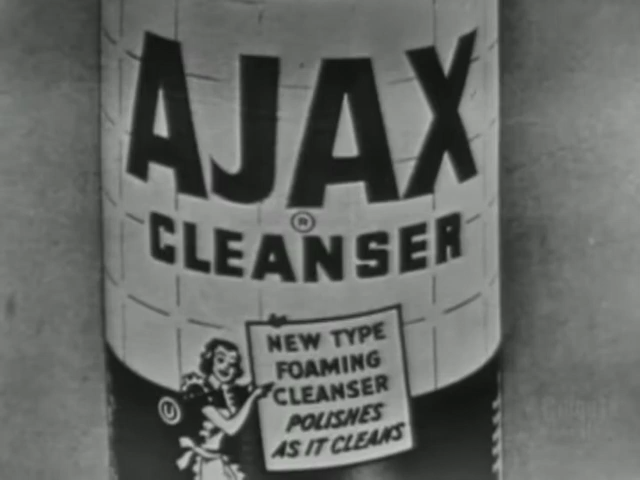 AJAX
®
CLEANSER
NEW TYPE
FOAMING
CLEANSER
POLISHES
AS IT CLEANS
U